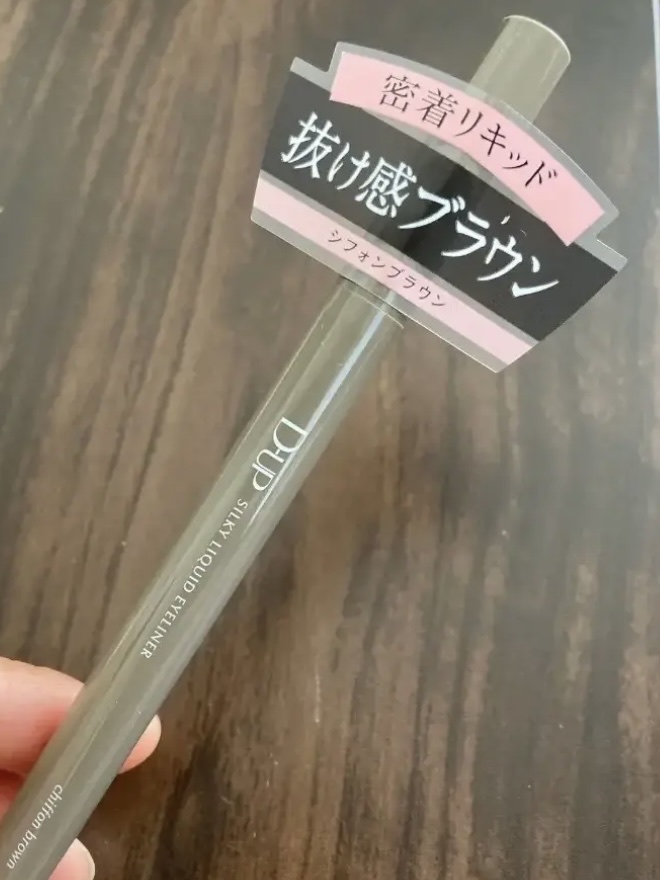 密着リキッド
抜け感ブラウン
シフォンブラウン
D-UP
SILKY LIQUID EYELINER
chiffon brown